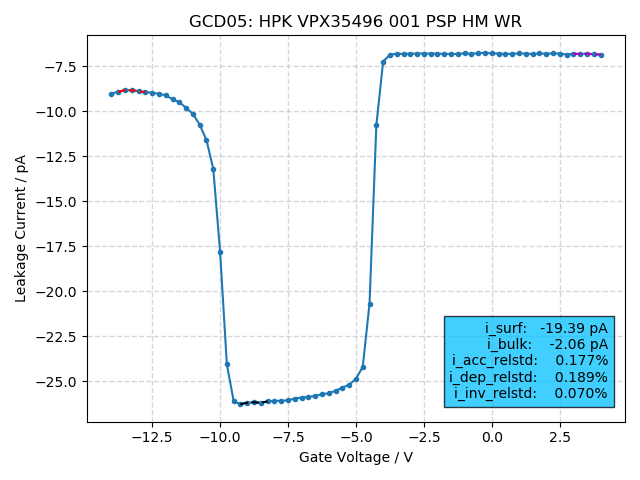 GCD05: HPK VPX35496 001 PSP HM WR
Leakage Current / pA
−7.5
−10.0
−12.5
−15.0
−17.5
−20.0
−22.5
−25.0
i_surf: -19.39 pA
i_bulk: -2.06 pA
i_acc_relstd: 0.177%
i_dep_relstd: 0.189%
i_inv_relstd: 0.070%
−12.5 −10.0 −7.5 −5.0 −2.5 0.0 2.5
Gate Voltage / V